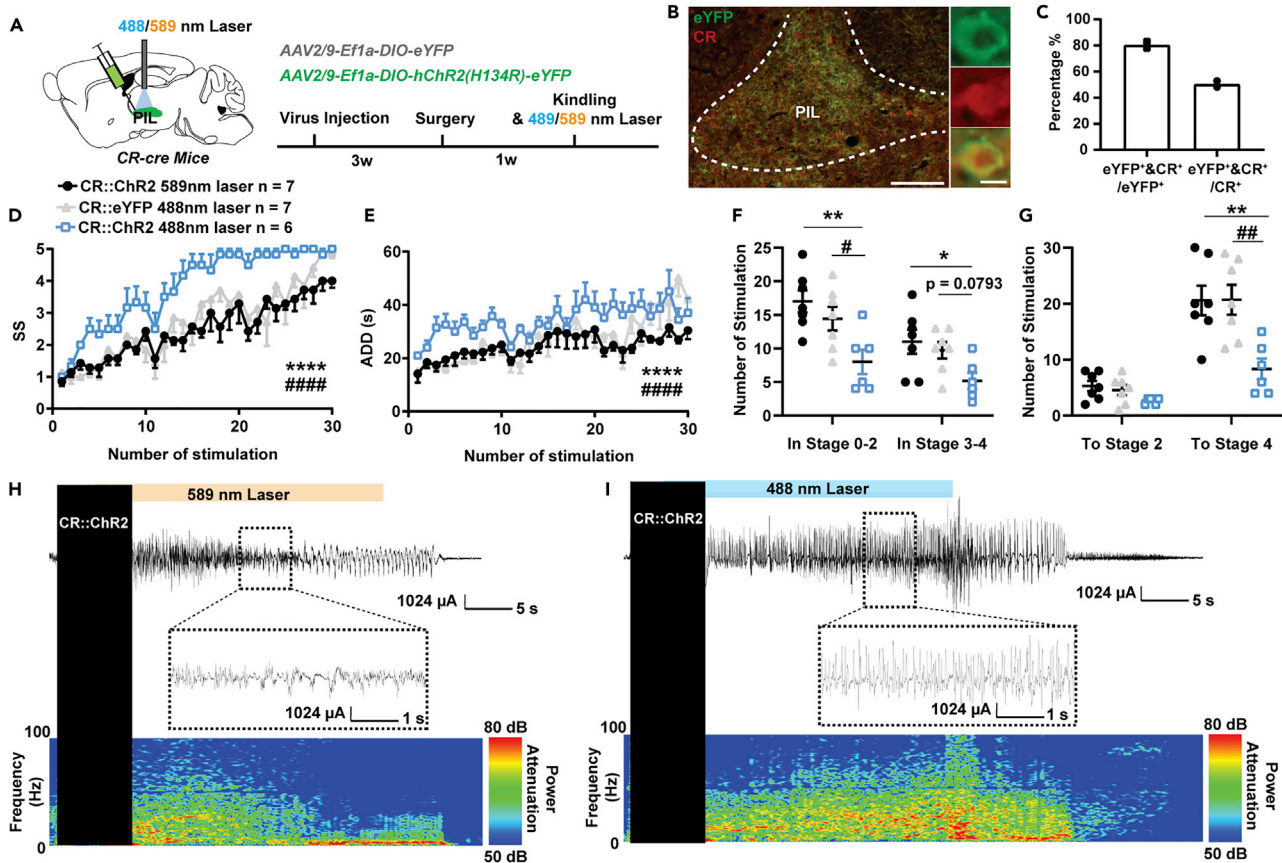 A
488/589 nm Laser
PIL
CR-cre Mice
AAV2/9-Ef1a-DIO-eYFP
AAV2/9-Ef1a-DIO-hChR2(H134R)-eYFP
Kindling
Virus Injection Surgery & 489/589 nm Laser
3w 1w
B
eYFP
CR
PIL
C
Percentage %
100
80
60
40
20
0
eYFP⁺&CR⁺ eYFP⁺&CR⁺
/eYFP⁺ /CR⁺
CR::ChR2 589nm laser n = 7
CR::eYFP 488nm laser n = 7
CR::ChR2 488nm laser n = 6
D
SS
5
4
3
2
1
0
0 10 20 30
Number of stimulation
****
####
E
ADD (s)
60
40
20
0
0 10 20 30
Number of stimulation
****
####
F
Number of Stimulation
25
20
15
10
5
0
**
#
*
p = 0.0793
In Stage 0-2 In Stage 3-4
G
Number of Stimulation
30
20
10
0
**
##
To Stage 2 To Stage 4
H
589 nm Laser
CR::ChR2
1024 µA
5 s
1024 µA
1 s
100
Frequency
(Hz)
0
80 dB
Power
Attenuation
50 dB
I
488 nm Laser
CR::ChR2
1024 µA
5 s
1024 µA
1 s
100
Frequency
(Hz)
0
80 dB
Power
Attenuation
50 dB